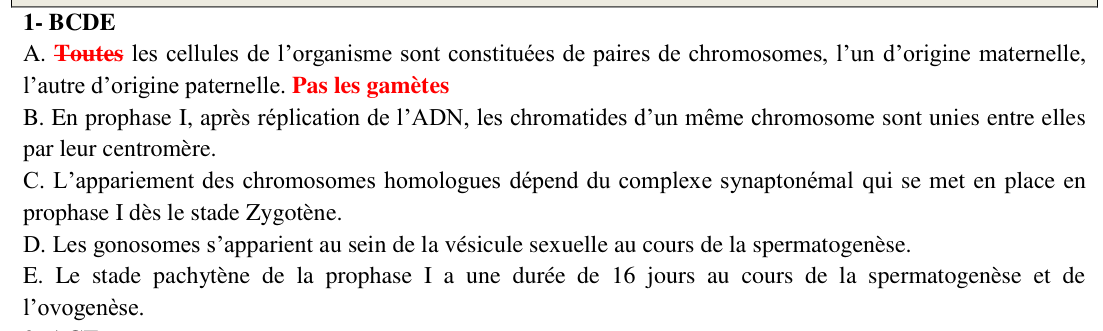 1- BCDE
A. Toutes les cellules de l’organisme sont constituées de paires de chromosomes, l’un d’origine maternelle,
l’autre d’origine paternelle. Pas les gamètes
B. En prophase I, après réplication de l’ADN, les chromatides d’un même chromosome sont unies entre elles
par leur centromère.
C. L’appariement des chromosomes homologues dépend du complexe synaptonémal qui se met en place en
prophase I dès le stade Zygotène.
D. Les gonosomes s’apparient au sein de la vésicule sexuelle au cours de la spermatogenèse.
E. Le stade pachytène de la prophase I a une durée de 16 jours au cours de la spermatogenèse et de
l’ovogenèse.